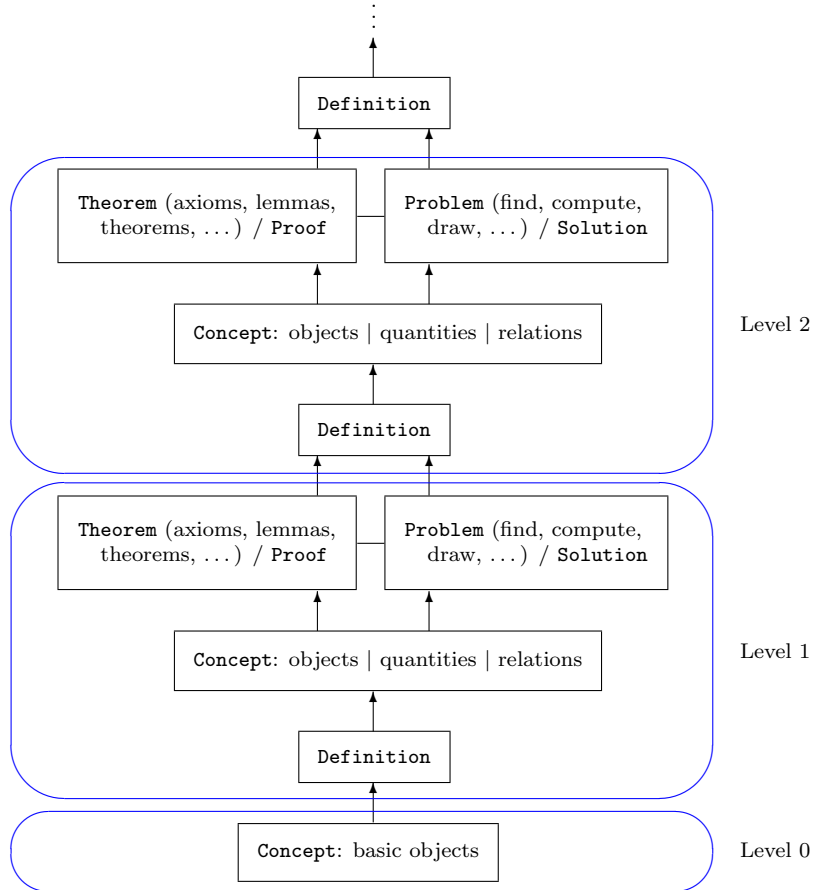 Definition
Theorem (axioms, lemmas,
theorems, ...) / Proof
Problem (find, compute,
draw, ...) / Solution
Concept: objects | quantities | relations
Level 2
Definition
Theorem (axioms, lemmas,
theorems, ...) / Proof
Problem (find, compute,
draw, ...) / Solution
Concept: objects | quantities | relations
Level 1
Definition
Concept: basic objects
Level 0